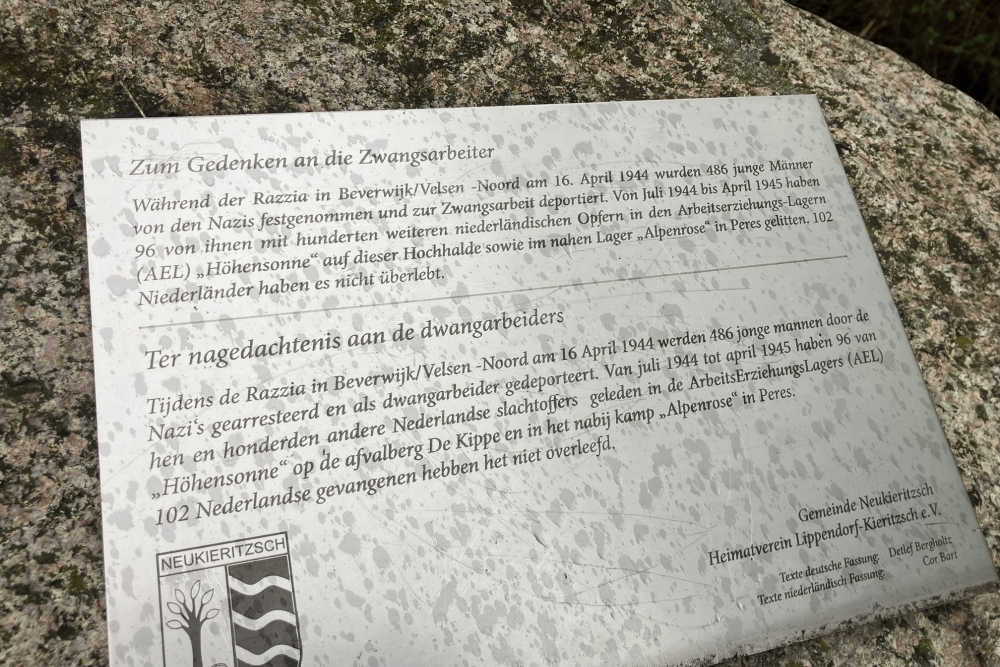 Zum Gedenken an die Zwangsarbeiter
Während der Razzia in Beverwijk/Velsen -Noord am 16. April 1944 wurden 486 junge Männer
von den Nazis festgenommen und zur Zwangsarbeit deportiert. Von Juli 1944 bis April 1945 haben
96 von ihnen mit hunderten weiteren niederländischen Opfern in den Arbeitserziehungs-Lagern
(AEL) „Höhensonne“ auf dieser Hochhalde sowie im nahen Lager „Alpenrose“ in Peres gelitten. 102
Niederländer haben es nicht überlebt.
Ter nagedachtenis aan de dwangarbeiders
Tijdens de Razzia in Beverwijk/Velsen -Noord am 16 April 1944 werden 486 jonge mannen door de
Nazi's gearresteerd en als dwangarbeider gedeporteert. Van juli 1944 tot april 1945 haben 96 van
hen en honderden andere Nederlandse slachtoffers geleden in de ArbeitsErziehungsLagers (AEL)
„Höhensonne“ op de afvalberg De Kippe en in het nabij kamp „Alpenrose“ in Peres.
102 Nederlandse gevangenen hebben het niet overleefd.
Gemeinde Neukieritzsch
Heimatverein Lippendorf-Kieritzsch e.V.
Texte deutsche Fassung: Detlef Bergholtz
Texte niederländisch Fassung: Cor Bart
NEUKIERITZSCH